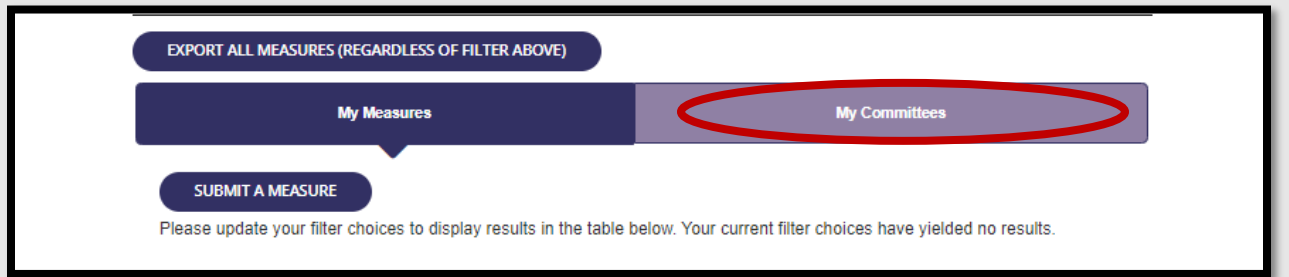 EXPORT ALL MEASURES (REGARDLESS OF FILTER ABOVE)
My Measures
My Committees
SUBMIT A MEASURE
Please update your filter choices to display results in the table below. Your current filter choices have yielded no results.